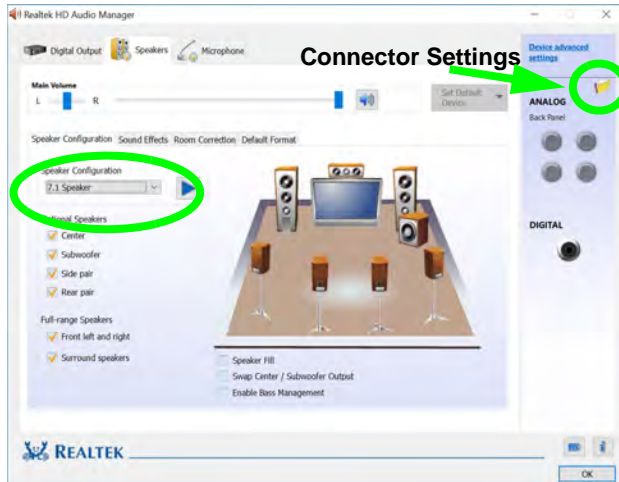 Realtek HD Audio Manager
Digital Output
Speakers
Microphone
Connector Settings
Device advanced
settings
Main Volume
L
R
Set Default
Device
ANALOG
Back Panel
Speaker Configuration
Sound Effects
Room Correction
Default Format
Speaker Configuration
7.1 Speaker
Optional Speakers
Center
Subwoofer
Side pair
Rear pair
DIGITAL
Full-range Speakers
Front left and right
Surround speakers
Speaker Fill
Swap Center / Subwoofer Output
Enable Bass Management
REALTEK
i
OK